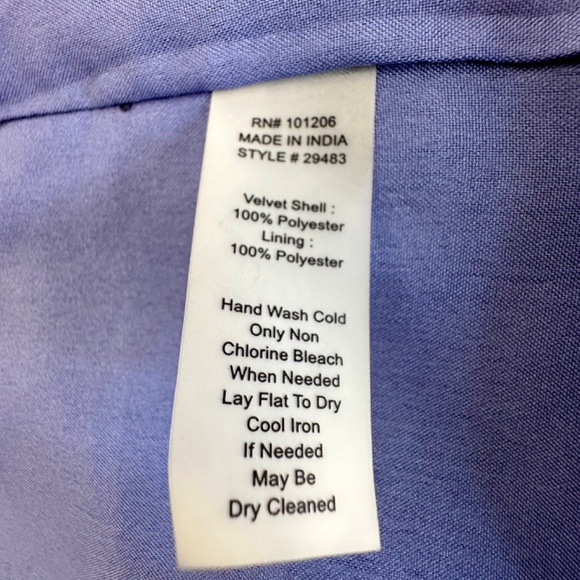 RN# 101206
MADE IN INDIA
STYLE # 29483
Velvet Shell :
100% Polyester
Lining :
100% Polyester
Hand Wash Cold
Only Non
Chlorine Bleach
When Needed
Lay Flat To Dry
Cool Iron
If Needed
May Be
Dry Cleaned